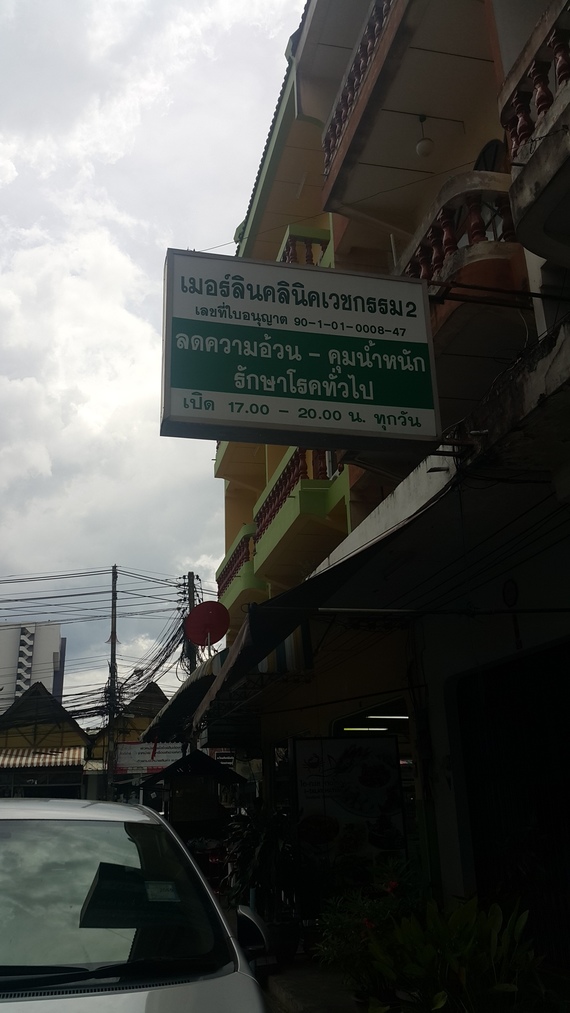 เมอร์ลินคลินิคเวชกรรม2
เลขที่ใบอนุญาต 90-1-01-0008-47
ลดความอ้วน - คุมน้ำหนัก
รักษาโรคทั่วไป
เปิด 17.00 - 20.00 น. ทุกวัน